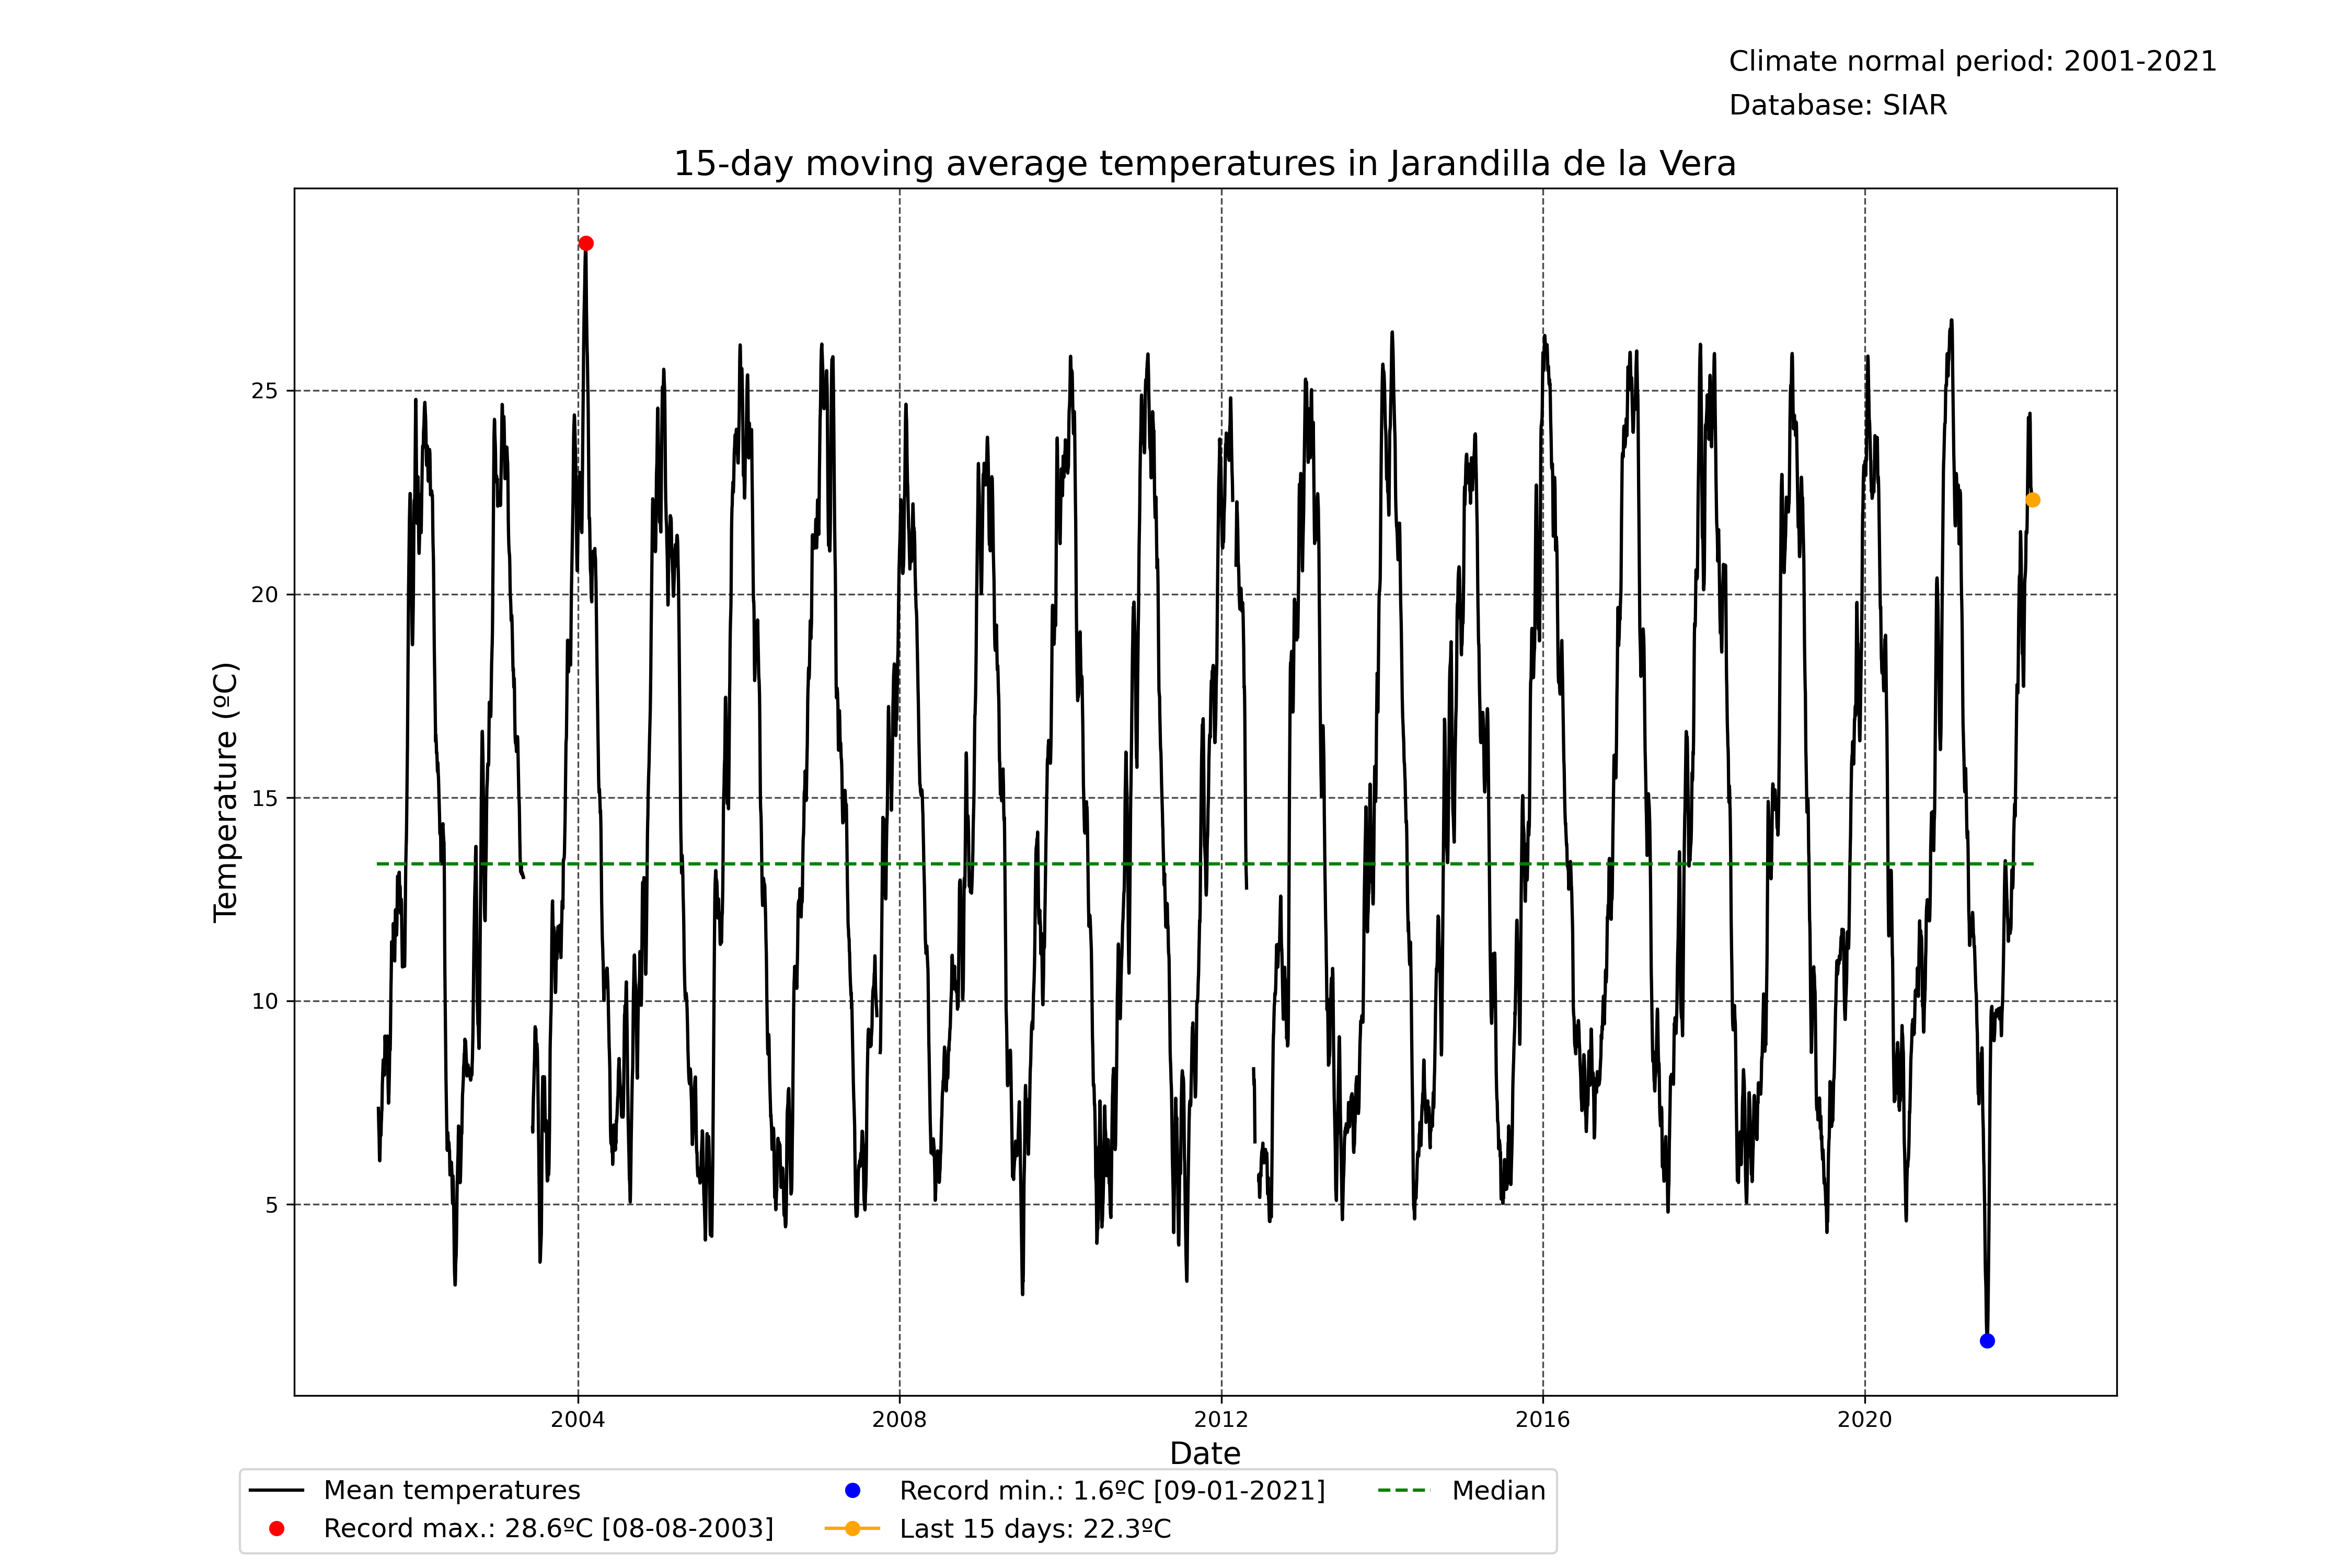 Climate normal period: 2001-2021
Database: SIAR
15-day moving average temperatures in Jarandilla de la Vera
Temperature (ºC)
25
20
15
10
5
2004 2008 2012 2016 2020
Date
Mean temperatures
Record max.: 28.6ºC [08-08-2003]
Record min.: 1.6ºC [09-01-2021]
Last 15 days: 22.3ºC
Median